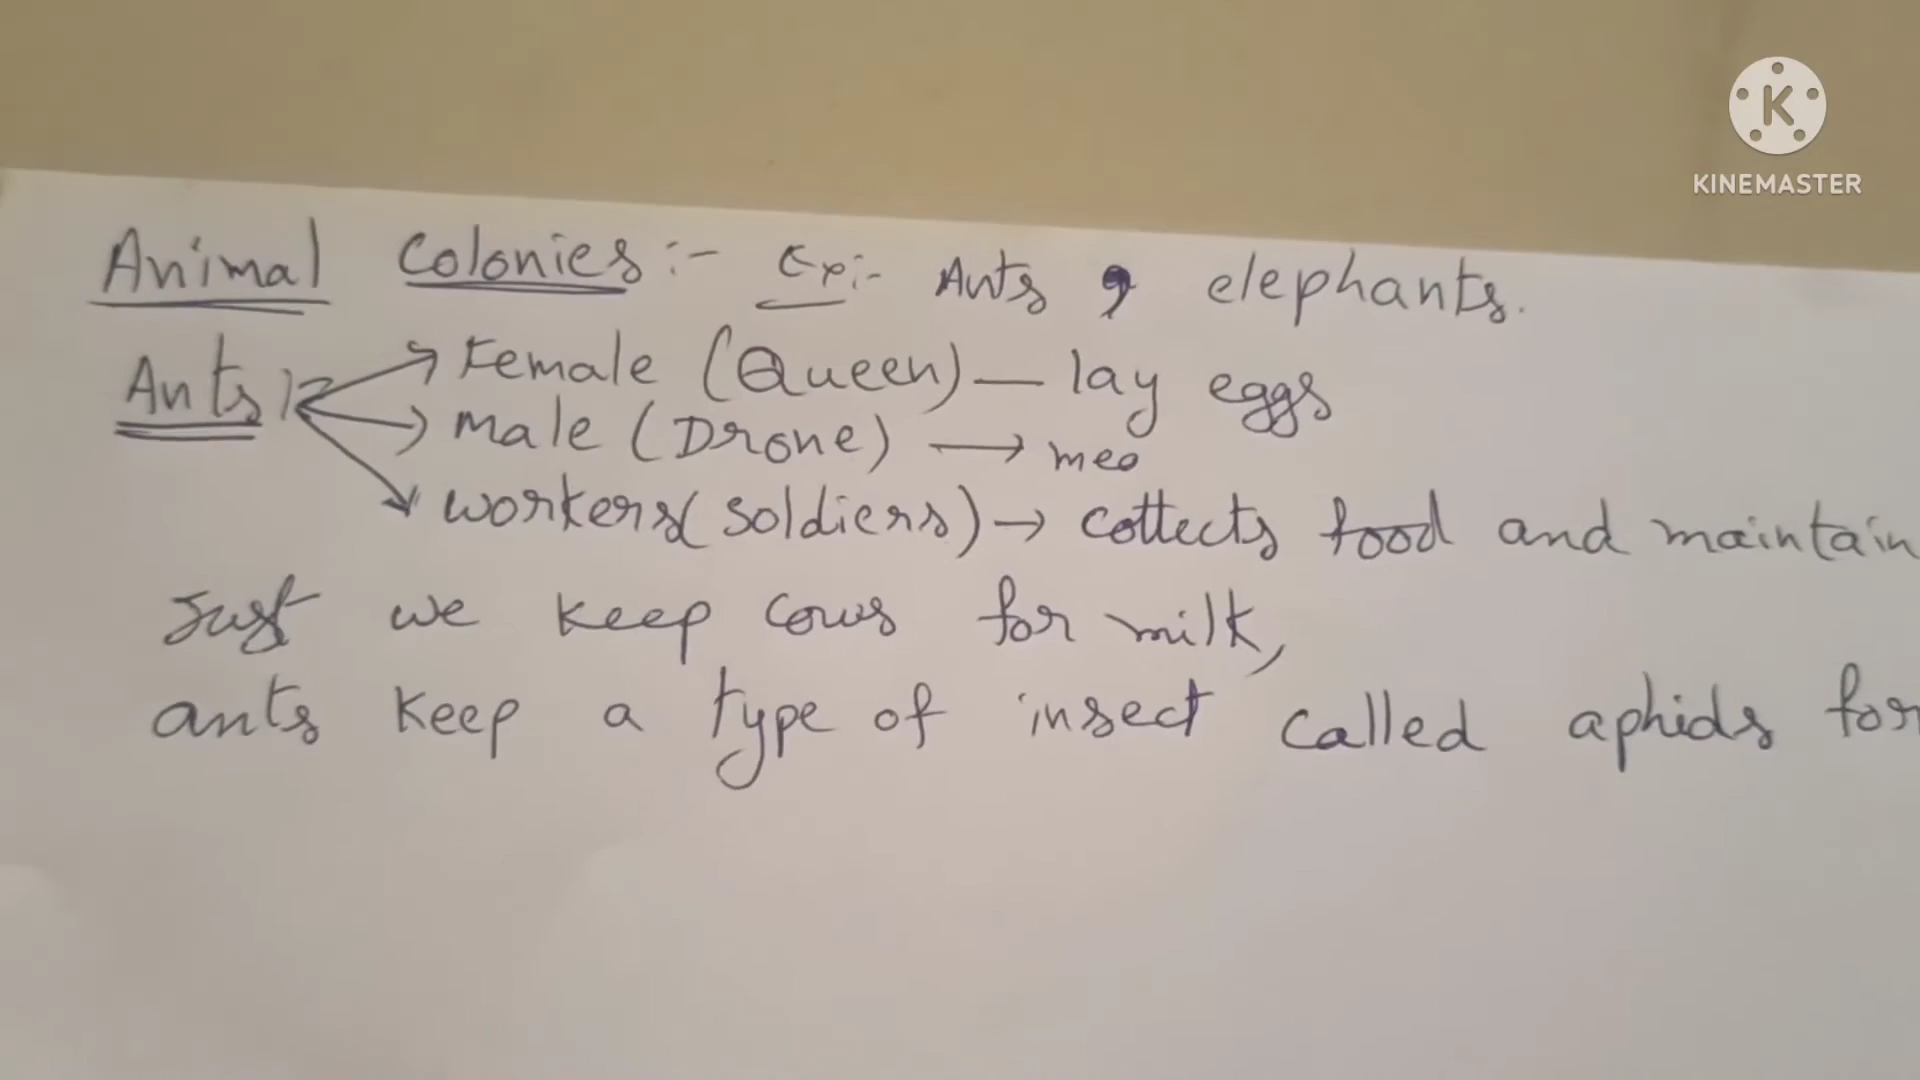 K
KINEMASTER
Animal Colonies :- Ex:- Ants , elephants.
Ants :- Female (Queen) — lay eggs
male (Drone) → meo
workers (soldiers) → collects food and maintain
Just we keep cows for milk,
ants keep a type of insect called aphids for